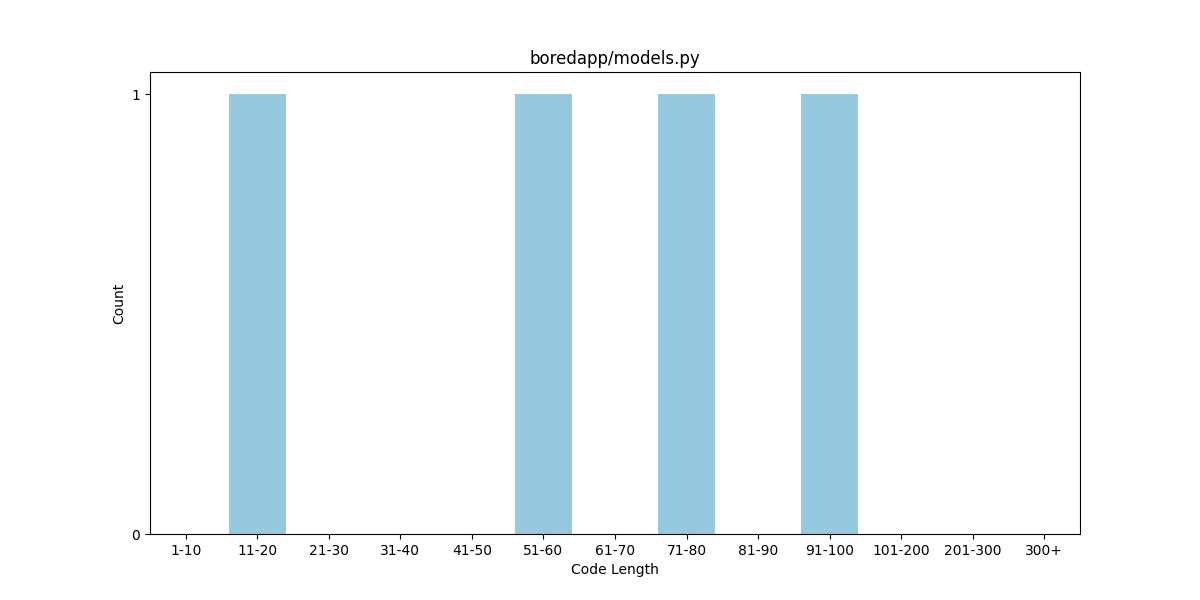 boredapp/models.py
1
0
Count
1-10 11-20 21-30 31-40 41-50 51-60 61-70 71-80 81-90 91-100 101-200 201-300 300+
Code Length